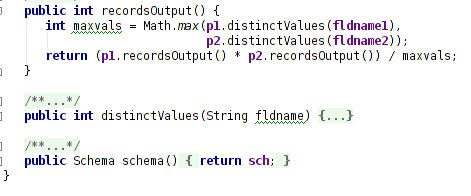 public int recordsOutput() {
int maxvals = Math.max(p1.distinctValues(fldname1),
p2.distinctValues(fldname2));
return (p1.recordsOutput() * p2.recordsOutput()) / maxvals;
}
/**...*/
public int distinctValues(String fldname) {...}
/**...*/
public Schema schema() { return sch; }
}